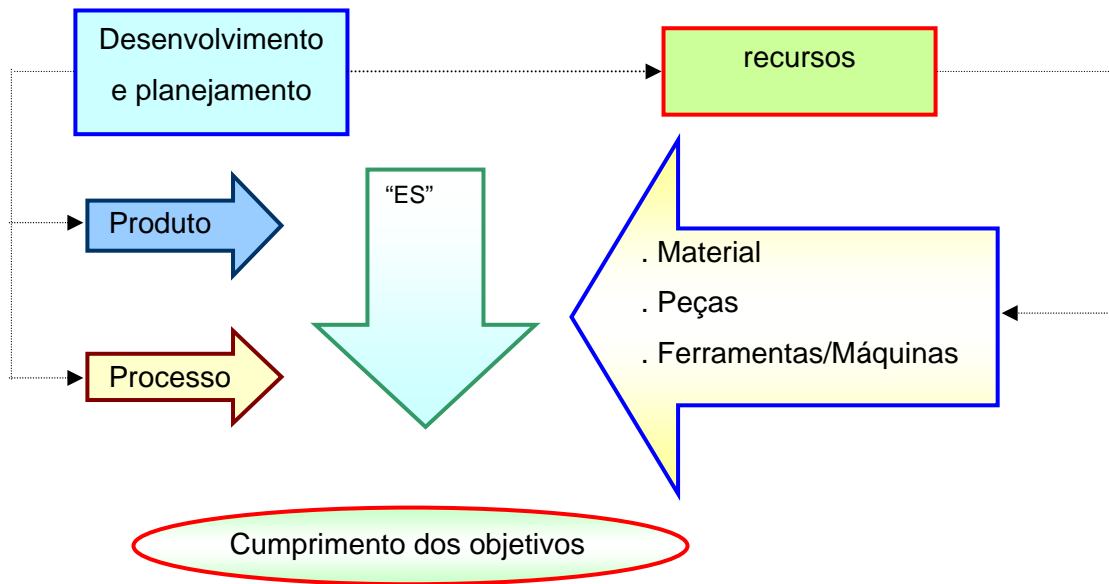 Desenvolvimento
e planejamento
recursos
“ES”
Produto
. Material
. Peças
. Ferramentas/Máquinas
Processo
Cumprimento dos objetivos